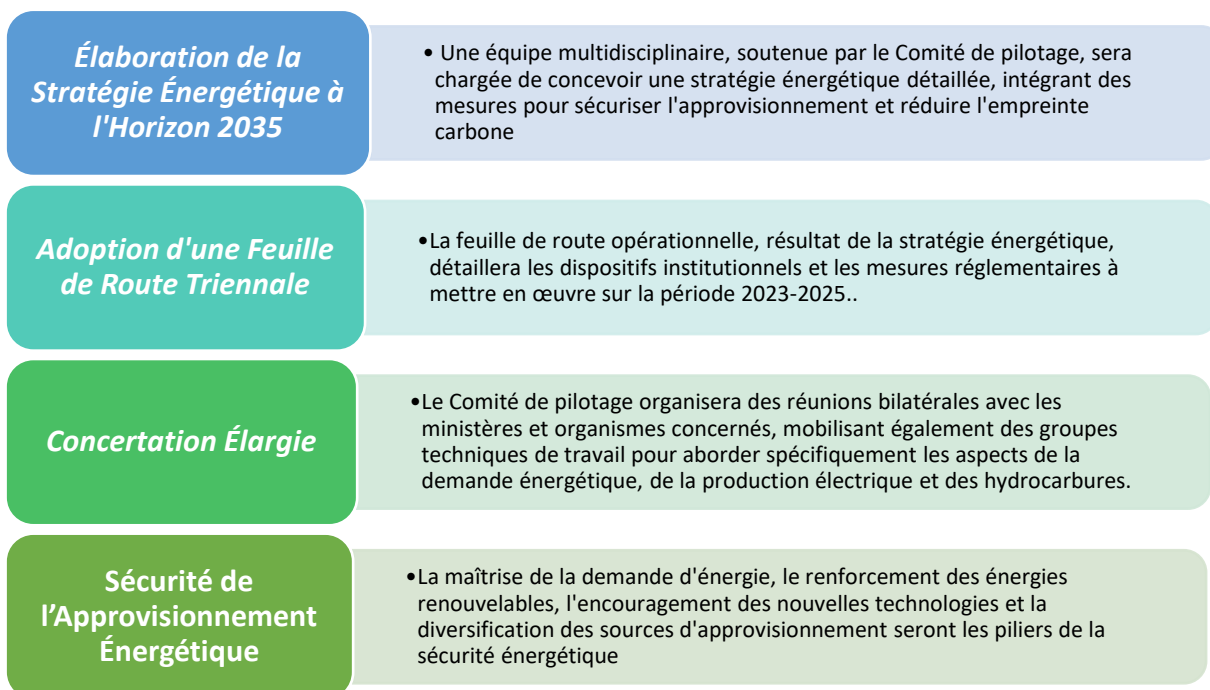 Élaboration de la
Stratégie Énergétique à
l'Horizon 2035
• Une équipe multidisciplinaire, soutenue par le Comité de pilotage, sera
chargée de concevoir une stratégie énergétique détaillée, intégrant des
mesures pour sécuriser l'approvisionnement et réduire l'empreinte
carbone
Adoption d'une Feuille
de Route Triennale
•La feuille de route opérationnelle, résultat de la stratégie énergétique,
détaillera les dispositifs institutionnels et les mesures réglementaires à
mettre en œuvre sur la période 2023-2025..
Concertation Élargie
•Le Comité de pilotage organisera des réunions bilatérales avec les
ministères et organismes concernés, mobilisant également des groupes
techniques de travail pour aborder spécifiquement les aspects de la
demande énergétique, de la production électrique et des hydrocarbures.
Sécurité de
l’Approvisionnement
Énergétique
•La maîtrise de la demande d'énergie, le renforcement des énergies
renouvelables, l'encouragement des nouvelles technologies et la
diversification des sources d'approvisionnement seront les piliers de la
sécurité énergétique